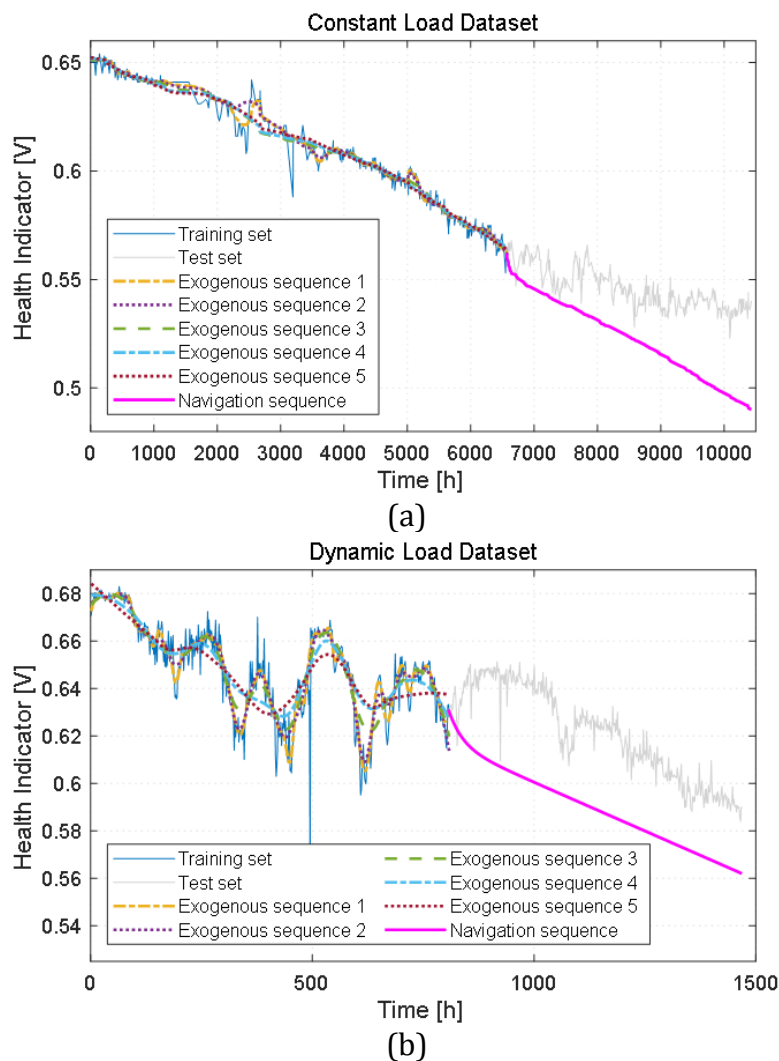 Constant Load Dataset
Health Indicator [V]
0.65
0.6
0.55
0.5
Training set
Test set
Exogenous sequence 1
Exogenous sequence 2
Exogenous sequence 3
Exogenous sequence 4
Exogenous sequence 5
Navigation sequence
0 1000 2000 3000 4000 5000 6000 7000 8000 9000 10000
Time [h]
(a)
Dynamic Load Dataset
Health Indicator [V]
0.68
0.66
0.64
0.62
0.6
0.58
0.56
0.54
Training set
Test set
Exogenous sequence 1
Exogenous sequence 2
Exogenous sequence 3
Exogenous sequence 4
Exogenous sequence 5
Navigation sequence
0 500 1000 1500
Time [h]
(b)